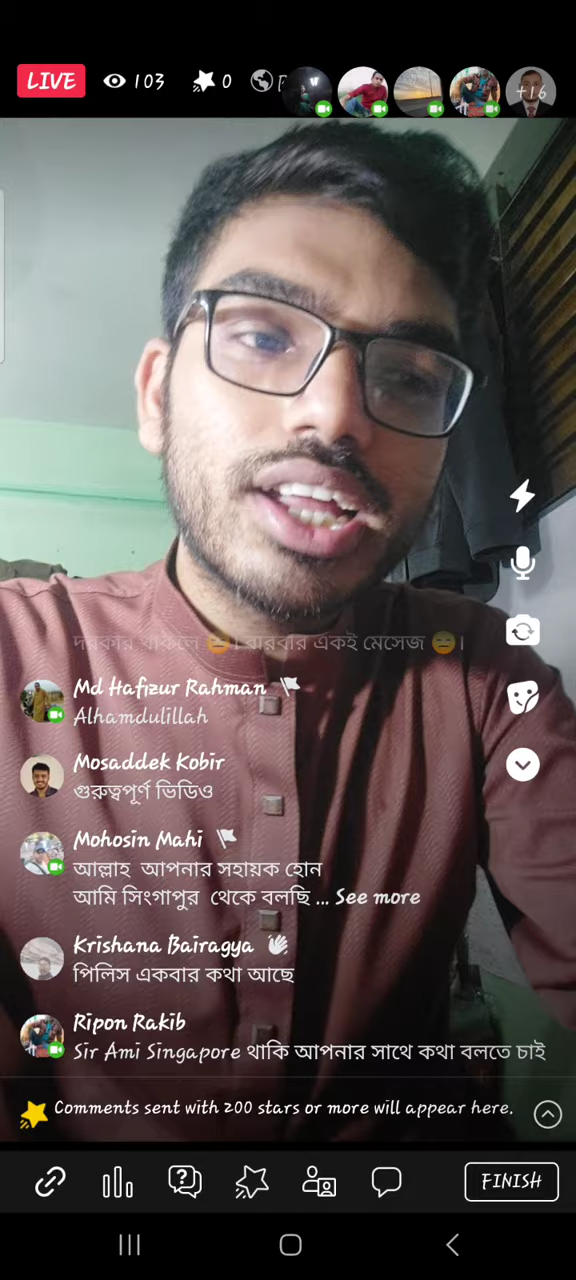 LIVE 103 0
+16
দরকার থাকলে 😑। বারবার একই মেসেজ 😑।
Md Hafizur Rahman
Alhamdulillah
Mosaddek Kobir
গুরুত্বপূর্ণ ভিডিও
Mohosin Mahi
আল্লাহ আপনার সহায়ক হোন
আমি সিংগাপুর থেকে বলছি ... See more
Krishana Bairagya
পিলিস একবার কথা আছে
Ripon Rakib
Sir Ami Singapore থাকি আপনার সাথে কথা বলতে চাই
Comments sent with 200 stars or more will appear here.
FINISH